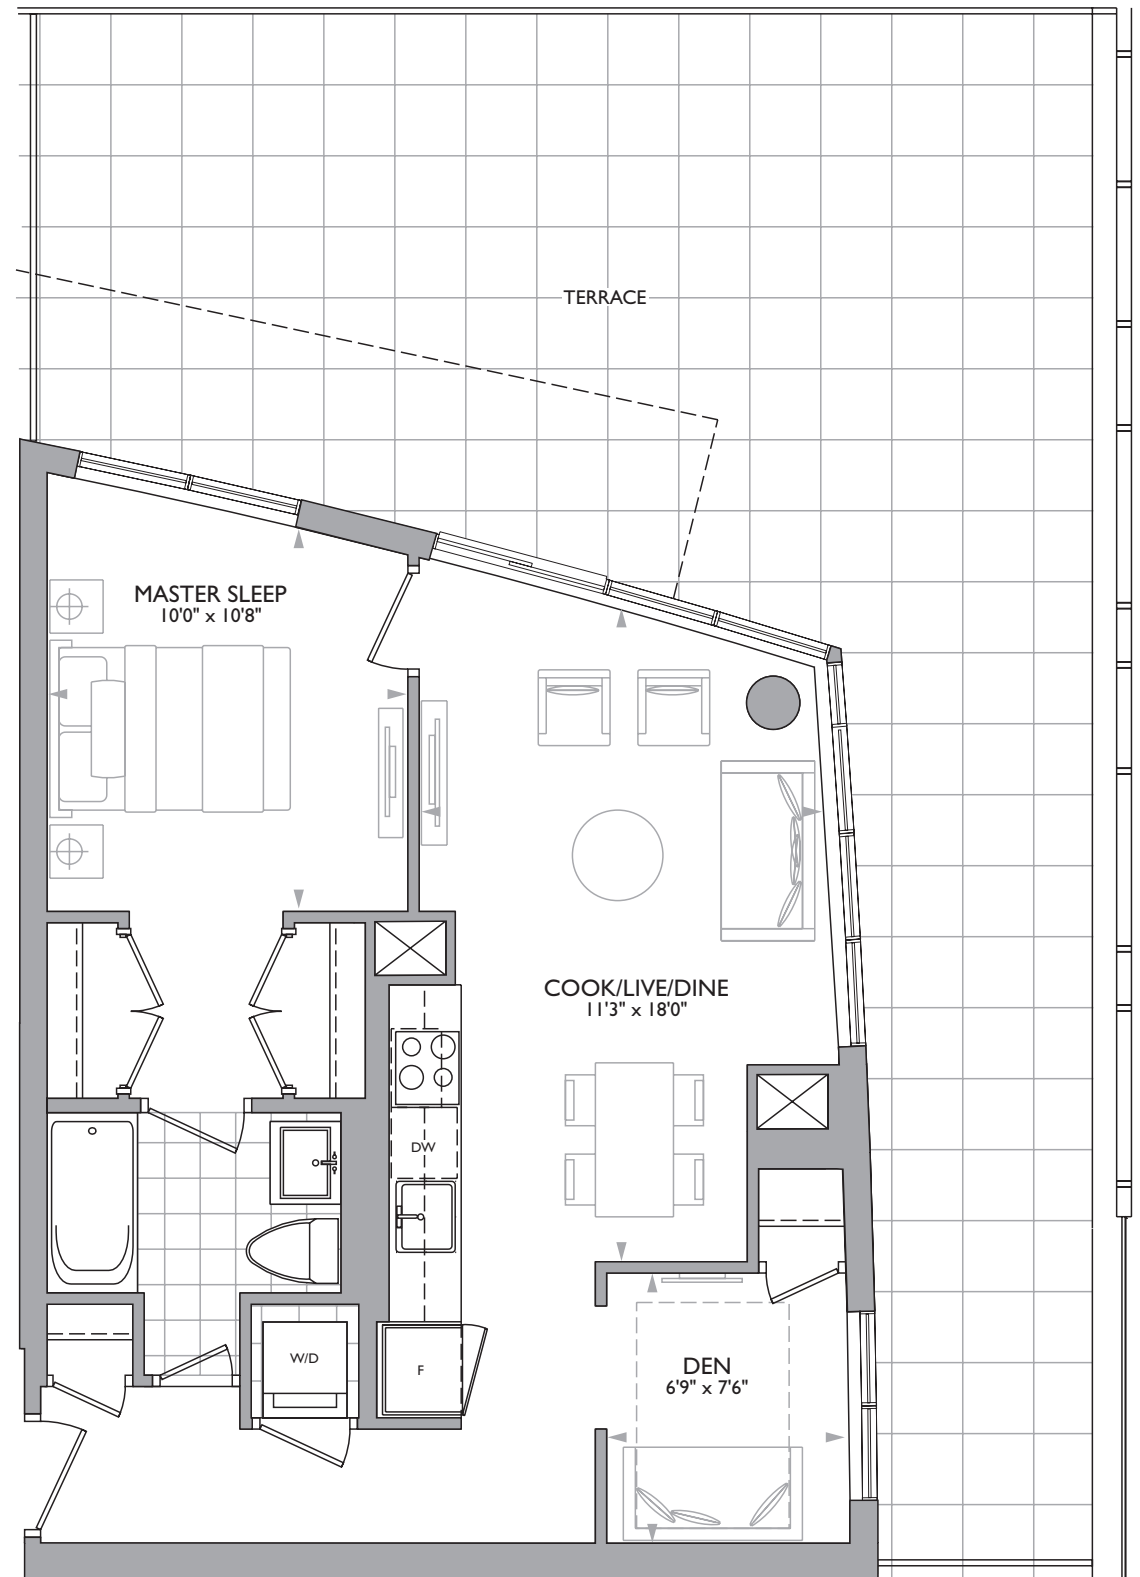 TERRACE
MASTER SLEEP
10'0" x 10'8"
COOK/LIVE/DINE
11'3" x 18'0"
DW
W/D
F
DEN
6'9" x 7'6"